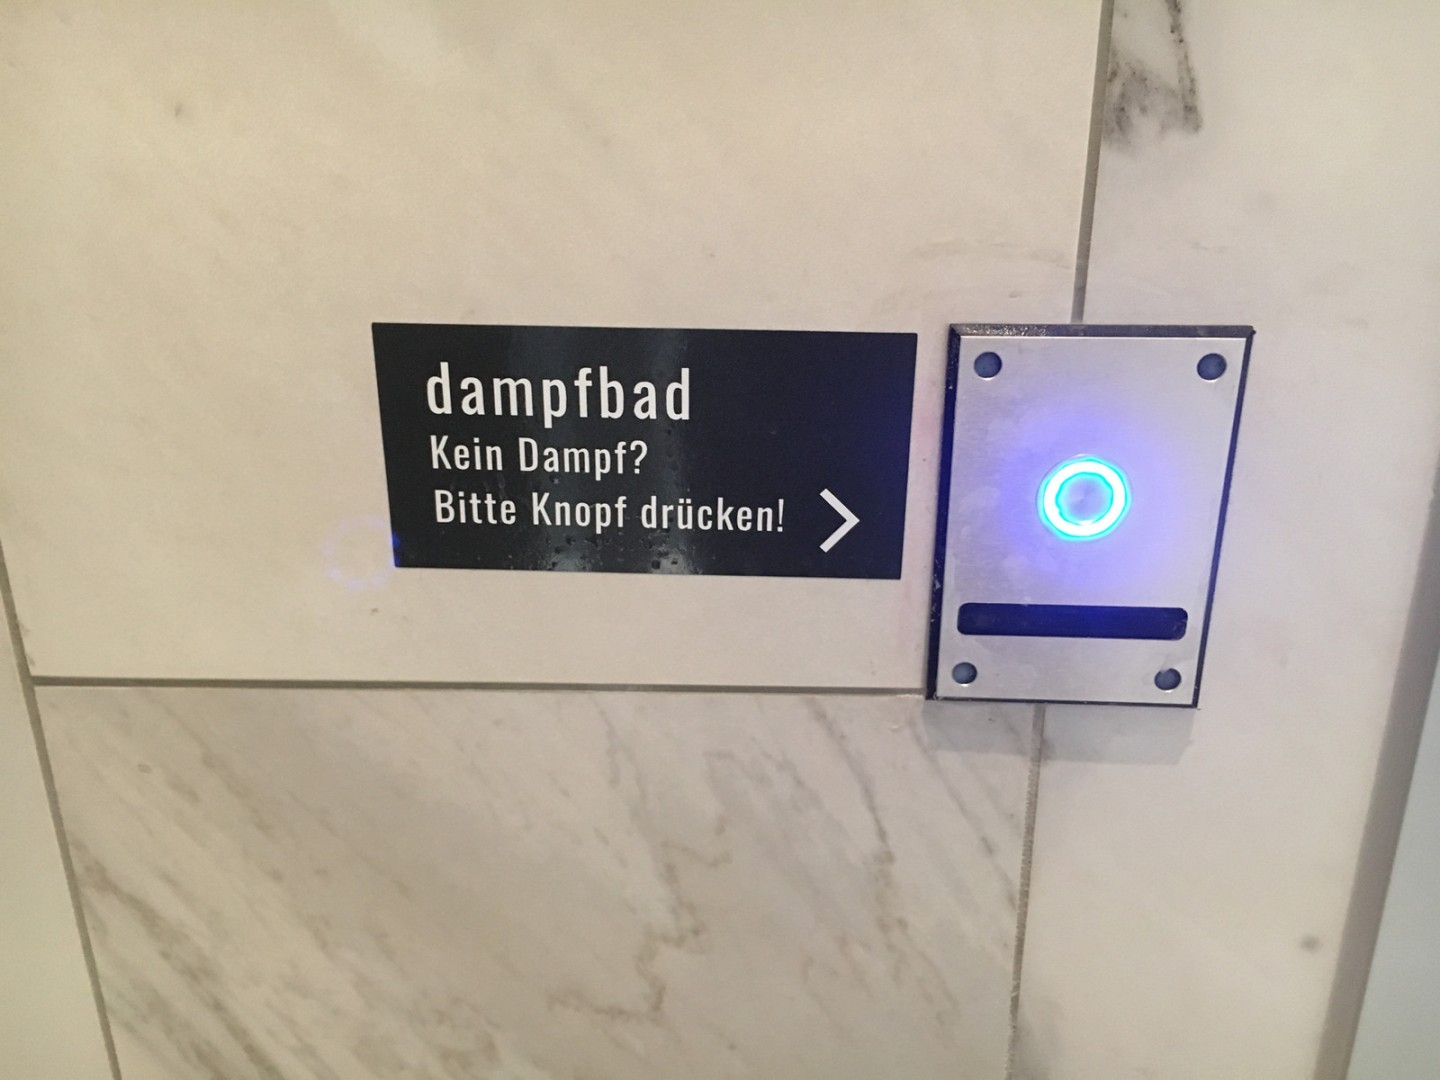 dampfbad
Kein Dampf?
Bitte Knopf drücken!